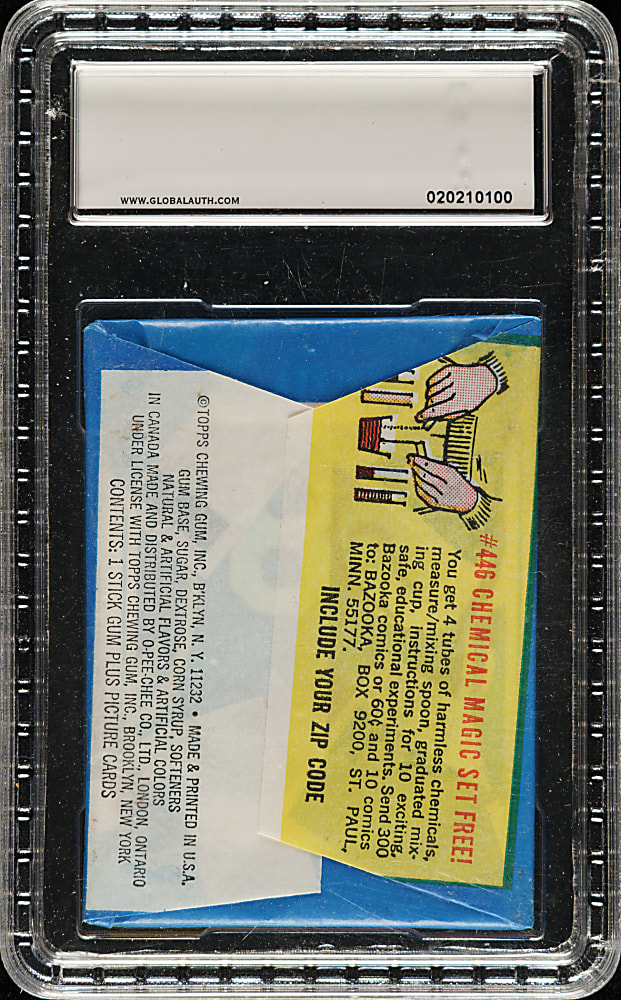 WWW.GLOBALAUTH.COM
020210100
#446 CHEMICAL MAGIC SET FREE!
You get 4 tubes of harmless chemicals,
measure/mixing spoon, graduated mix-
ing cup, instructions for 10 exciting,
safe, educational experiments. Send 300
Bazooka comics or 60¢ and 10 comics
to: BAZOOKA, BOX 9200, ST. PAUL,
MINN. 55177.
INCLUDE YOUR ZIP CODE
©TOPPS CHEWING GUM, INC., B'KLYN, N. Y. 11232 • MADE & PRINTED IN U.S.A.
GUM BASE, SUGAR, DEXTROSE, CORN SYRUP, SOFTENERS
NATURAL & ARTIFICIAL FLAVORS & ARTIFICIAL COLORS
IN CANADA MADE AND DISTRIBUTED BY O-PEE-CHEE CO., LTD. LONDON, ONTARIO
UNDER LICENSE WITH TOPPS CHEWING GUM, INC., BROOKLYN, NEW YORK
CONTENTS: 1 STICK GUM PLUS PICTURE CARDS